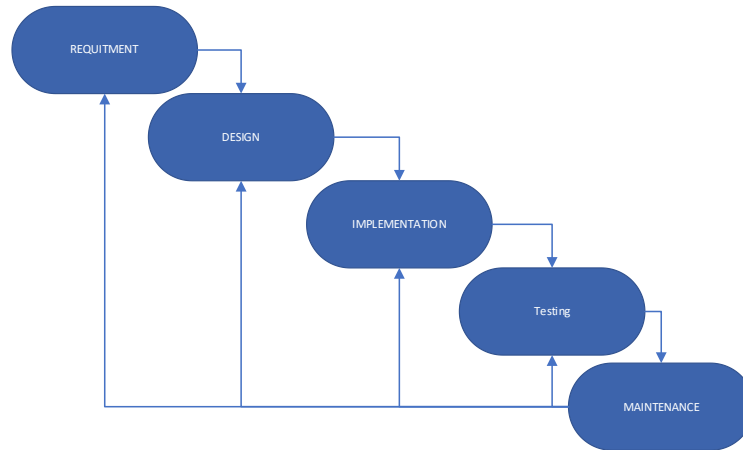 REQUITMENT
DESIGN
IMPLEMENTATION
Testing
MAINTENANCE